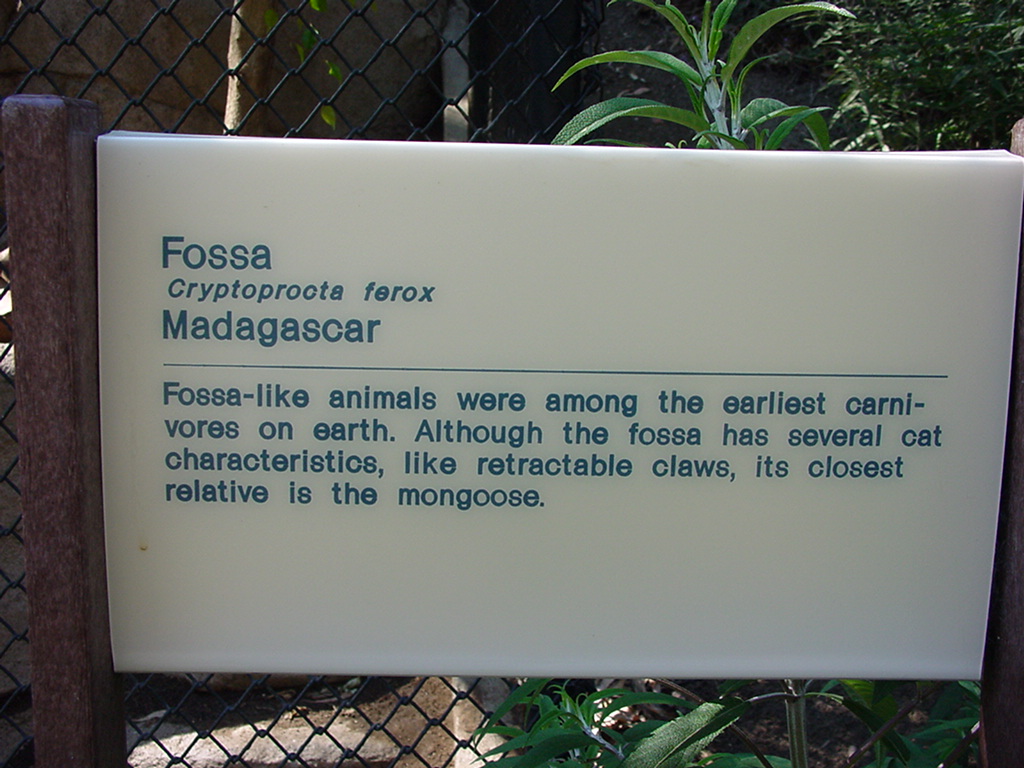 Fossa
Cryptoprocta ferox
Madagascar
Fossa-like animals were among the earliest carni-
vores on earth. Although the fossa has several cat
characteristics, like retractable claws, its closest
relative is the mongoose.